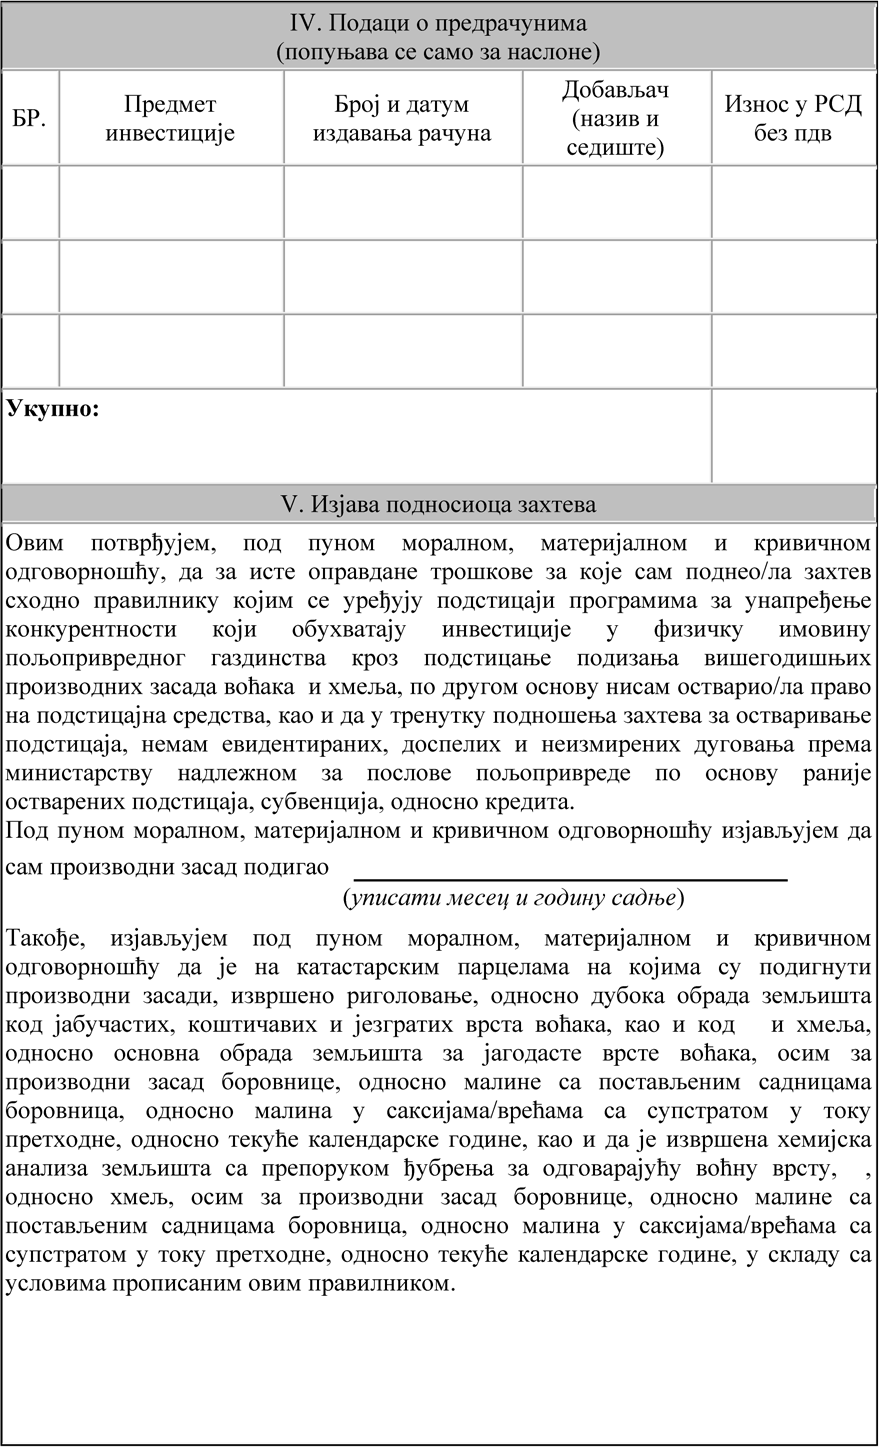 IV. Подаци о предрачунима
(попуњава се само за наслоне)
БР.
Предмет
инвестиције
Број и датум
издавања рачуна
Добављач
(назив и
седиште)
Износ у РСД
без пдв
Укупно:
V. Изјава подносиоца захтева
Овим потврђујем, под пуном моралном, материјалном и кривичном
одговорношћу, да за исте оправдане трошкове за које сам поднео/ла захтев
сходно правилнику којим се уређују подстицаји програмима за унапређење
конкурентности који обухватају инвестиције у физичку имовину
пољопривредног газдинства кроз подстицање подизања вишегодишњих
производних засада воћака и хмеља, по другом основу нисам остварио/ла право
на подстицајна средства, као и да у тренутку подношења захтева за остваривање
подстицаја, немам евидентираних, доспелих и неизмирених дуговања према
министарству надлежном за послове пољопривреде по основу раније
остварених подстицаја, субвенција, односно кредита.
Под пуном моралном, материјалном и кривичном одговорношћу изјављујем да
сам производни засад подигао
(уписати месец и годину садње)
Такође, изјављујем под пуном моралном, материјалном и кривичном
одговорношћу да је на катастарским парцелама на којима су подигнути
производни засади, извршено риголовање, односно дубока обрада земљишта
код јабучастих, коштичавих и језгратих врста воћака, као и код и хмеља,
односно основна обрада земљишта за јагодасте врсте воћака, осим за
производни засад боровнице, односно малине са постављеним садницама
боровница, односно малина у саксијама/врећама са супстратом у току
претходне, односно текуће календарске године, као и да је извршена хемијска
анализа земљишта са препоруком ђубрења за одговарајућу воћну врсту, ,
односно хмељ, осим за производни засад боровнице, односно малине са
постављеним садницама боровница, односно малина у саксијама/врећама са
супстратом у току претходне, односно текуће календарске године, у складу са
условима прописаним овим правилником.